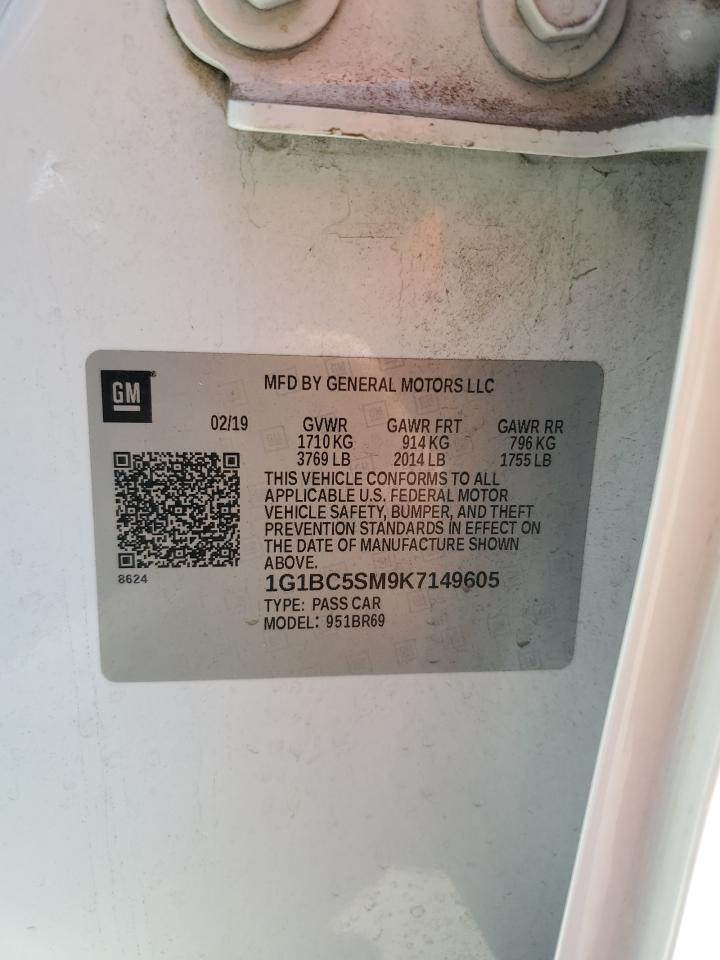 GM
MFD BY GENERAL MOTORS LLC
02/19 GVWR GAWR FRT GAWR RR
1710 KG 914 KG 796 KG
3769 LB 2014 LB 1755 LB
THIS VEHICLE CONFORMS TO ALL
APPLICABLE U.S. FEDERAL MOTOR
VEHICLE SAFETY, BUMPER, AND THEFT
PREVENTION STANDARDS IN EFFECT ON
THE DATE OF MANUFACTURE SHOWN
ABOVE.
8624
1G1BC5SM9K7149605
TYPE: PASS CAR
MODEL: 951BR69